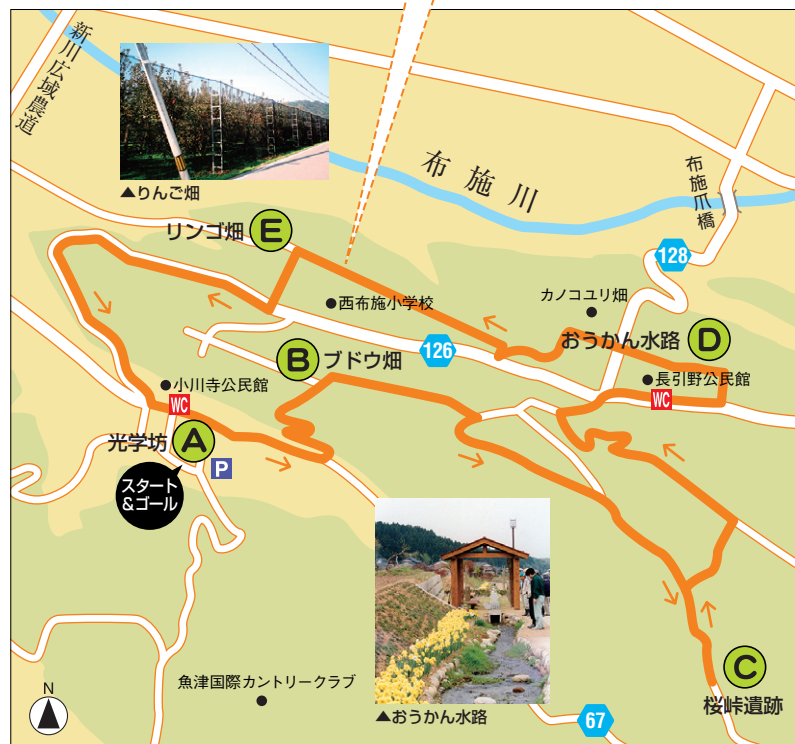 新川広域農道
▲りんご畑
布施川
布施爪橋
リンゴ畑 E
128
カノコユリ畑
●西布施小学校
おうかん水路 D
126
B ブドウ畑
●小川寺公民館
WC
●長引野公民館
WC
光学坊 A
P
スタート
&ゴール
魚津国際カントリークラブ
C
桜峠遺跡
N
▲おうかん水路
67